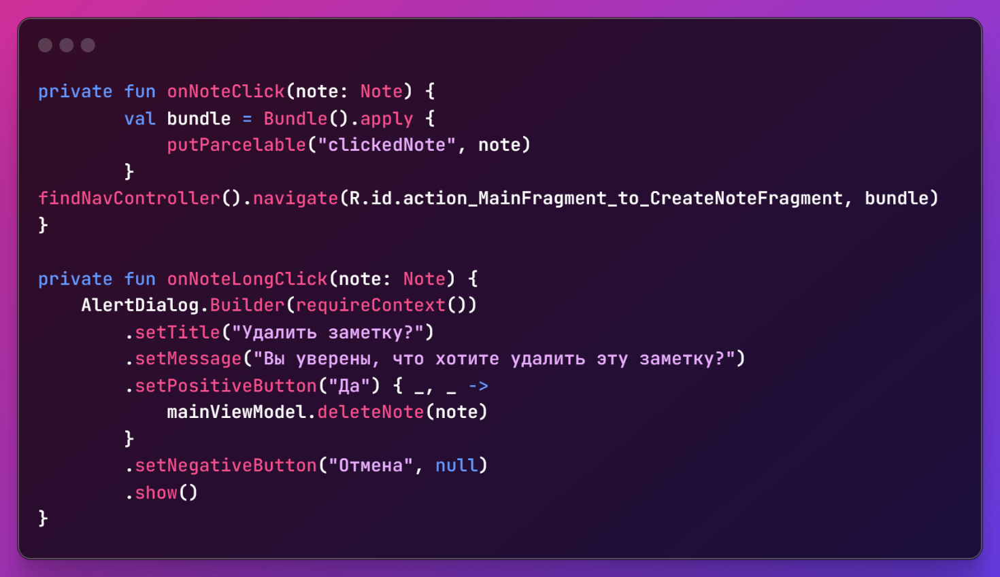 private fun onNoteClick(note: Note) {
        val bundle = Bundle().apply {
            putParcelable("clickedNote", note)
        }
findNavController().navigate(R.id.action_MainFragment_to_CreateNoteFragment, bundle)
}

private fun onNoteLongClick(note: Note) {
    AlertDialog.Builder(requireContext())
        .setTitle("Удалить заметку?")
        .setMessage("Вы уверены, что хотите удалить эту заметку?")
        .setPositiveButton("Да") { _, _ ->
            mainViewModel.deleteNote(note)
        }
        .setNegativeButton("Отмена", null)
        .show()
}